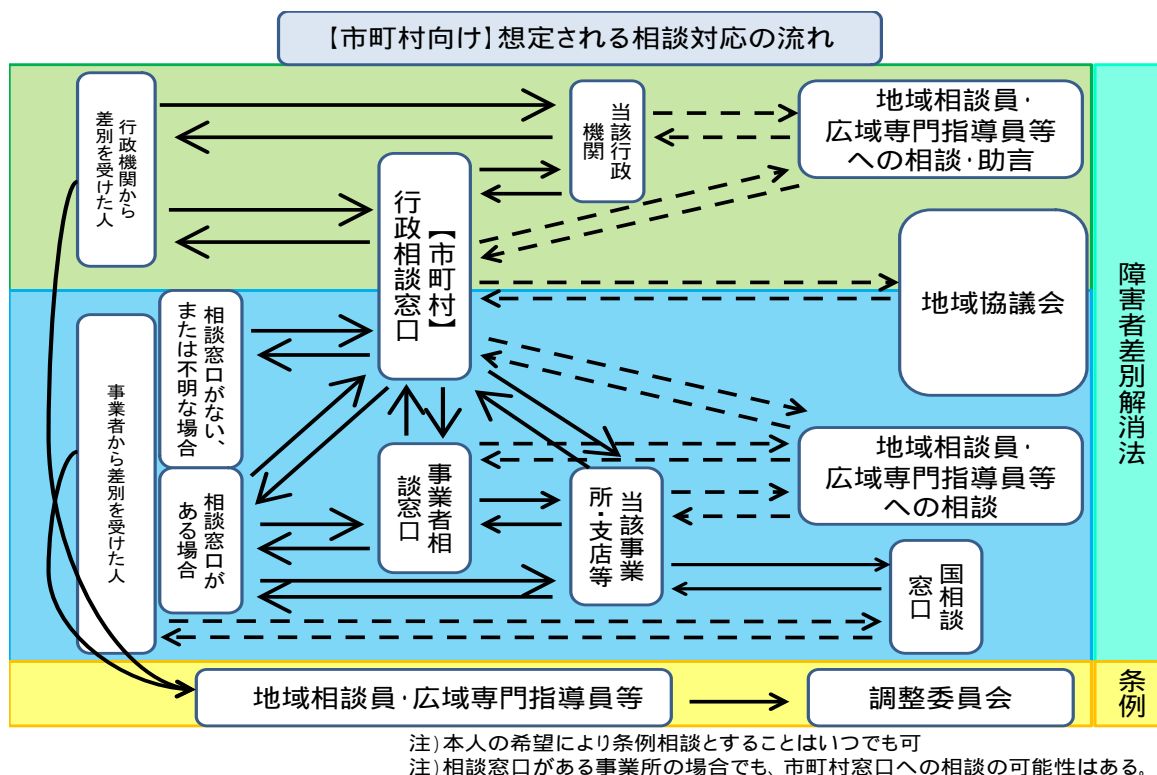 【市町村向け】想定される相談対応の流れ
行政機関から
差別を受けた人
当該行政
機関
地域相談員・
広域専門指導員等
への相談・助言
【市町村】
行政相談窓口
地域協議会
障害者差別解消法
事業者から差別を受けた人
相談窓口がない、
または不明な場合
相談窓口が
ある場合
事業者相
談窓口
当該事業
所・支店等
地域相談員・
広域専門指導員等
への相談
国相談
窓口
地域相談員・広域専門指導員等
調整委員会
条例
注)本人の希望により条例相談とすることはいつでも可
注)相談窓口がある事業所の場合でも、市町村窓口への相談の可能性はある。